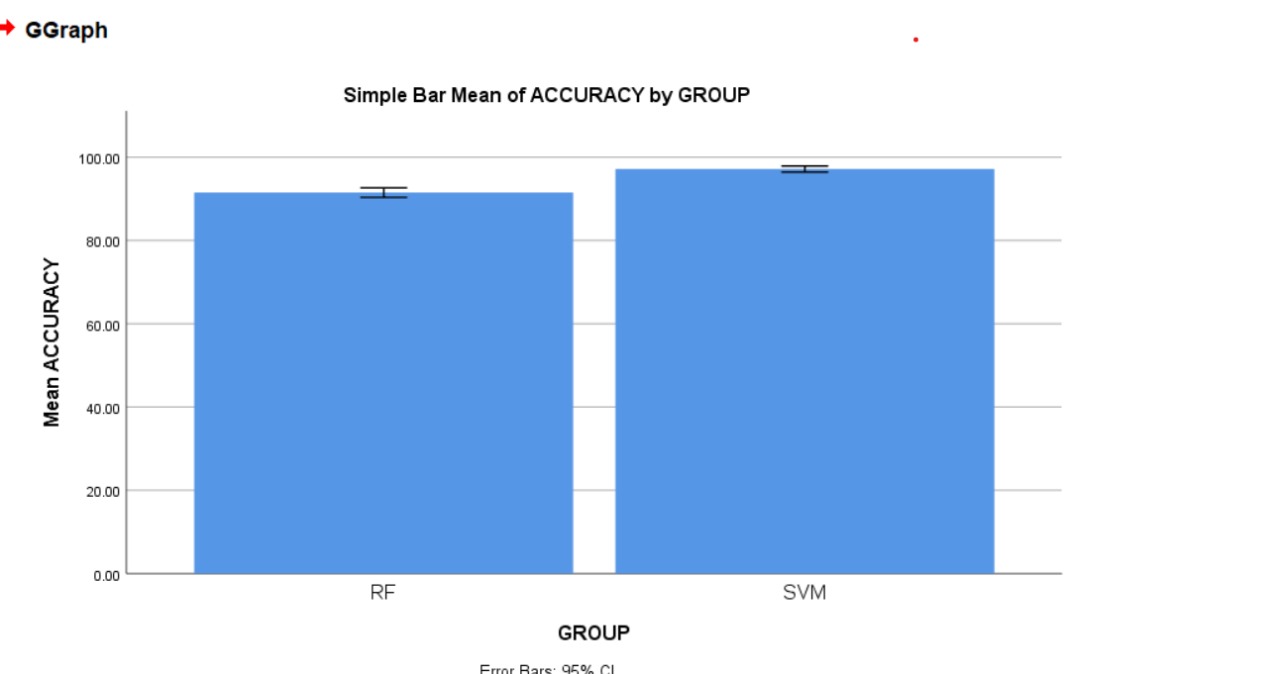 GGraph
Simple Bar Mean of ACCURACY by GROUP
100.00
80.00
60.00
40.00
20.00
0.00
Mean ACCURACY
RF
SVM
GROUP
Error Bars: 95% CI